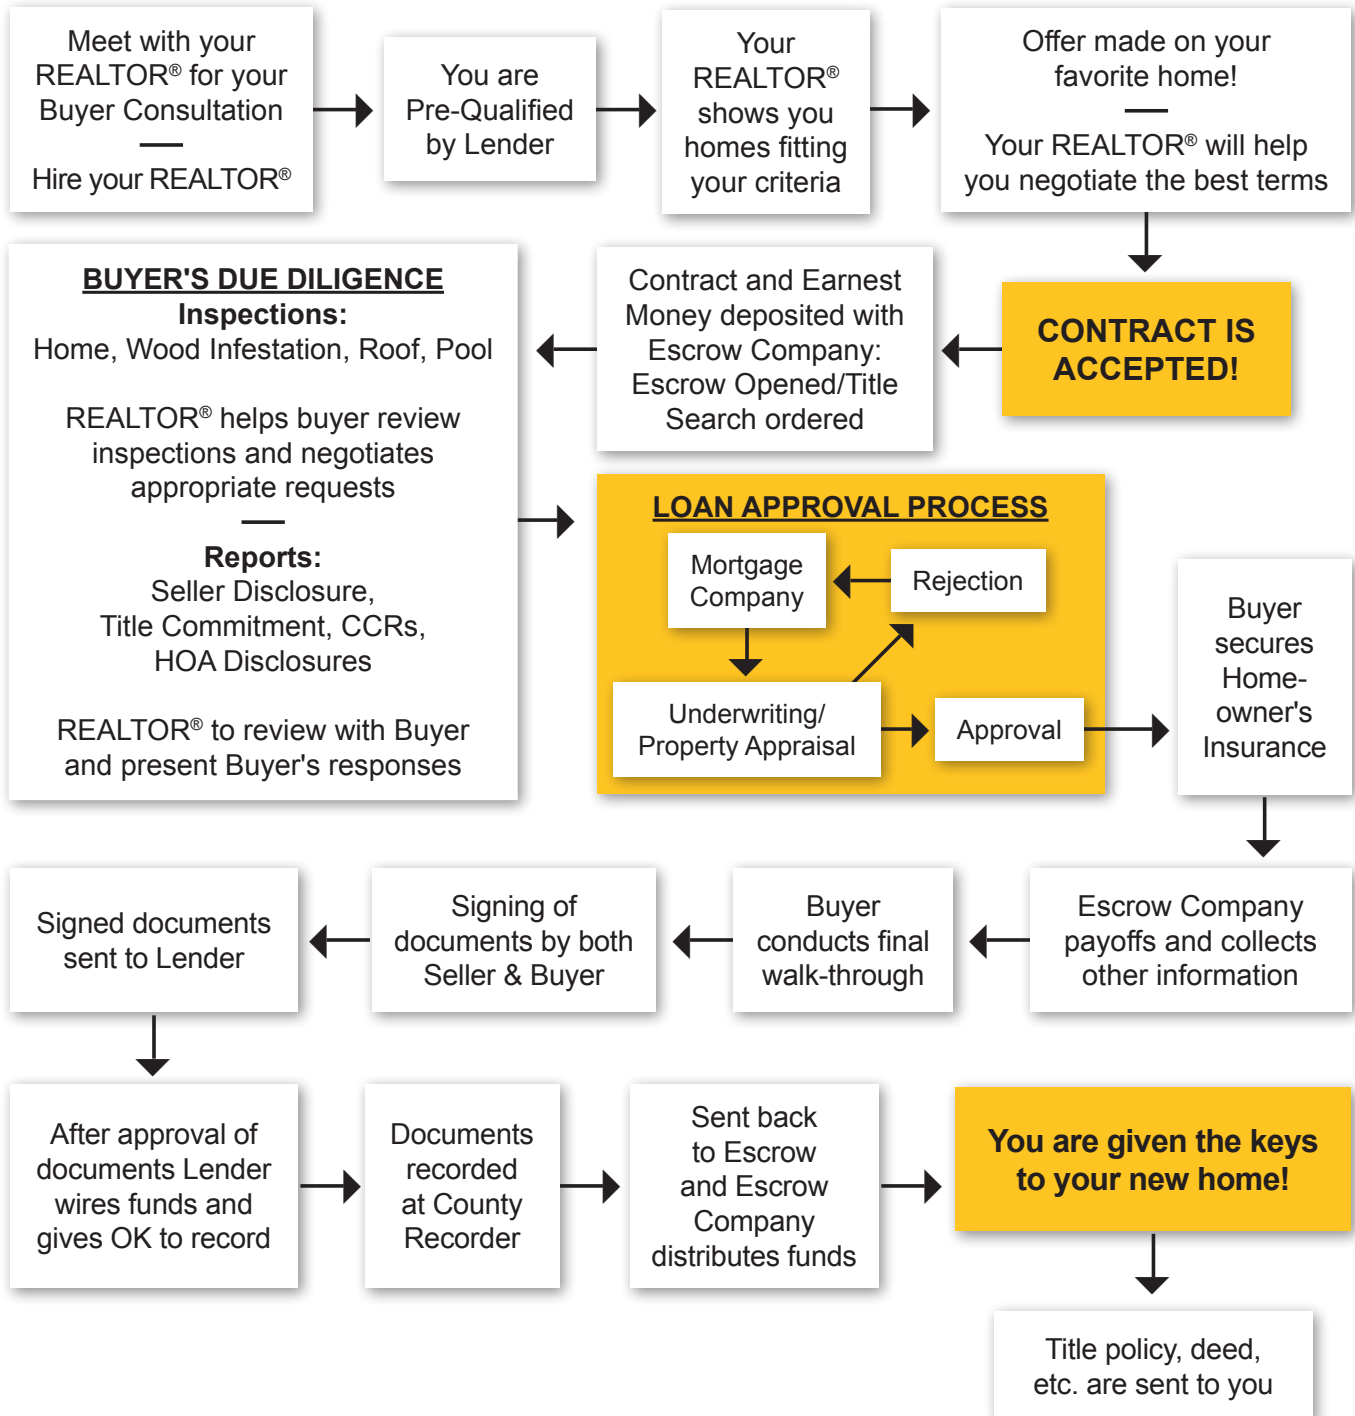 Meet with your
REALTOR® for your
Buyer Consultation
Hire your REALTOR®
You are
Pre-Qualified
by Lender
Your
REALTOR®
shows you
homes fitting
your criteria
Offer made on your
favorite home!
Your REALTOR® will help
you negotiate the best terms
CONTRACT IS
ACCEPTED!
Contract and Earnest
Money deposited with
Escrow Company:
Escrow Opened/Title
Search ordered
BUYER'S DUE DILIGENCE
Inspections:
Home, Wood Infestation, Roof, Pool
REALTOR® helps buyer review
inspections and negotiates
appropriate requests
Reports:
Seller Disclosure,
Title Commitment, CCRs,
HOA Disclosures
REALTOR® to review with Buyer
and present Buyer's responses
LOAN APPROVAL PROCESS
Mortgage
Company
Rejection
Underwriting/
Property Appraisal
Approval
Buyer
secures
Home-
owner's
Insurance
Escrow Company
payoffs and collects
other information
Buyer
conducts final
walk-through
Signing of
documents by both
Seller & Buyer
Signed documents
sent to Lender
After approval of
documents Lender
wires funds and
gives OK to record
Documents
recorded
at County
Recorder
Sent back
to Escrow
and Escrow
Company
distributes funds
You are given the keys
to your new home!
Title policy, deed,
etc. are sent to you